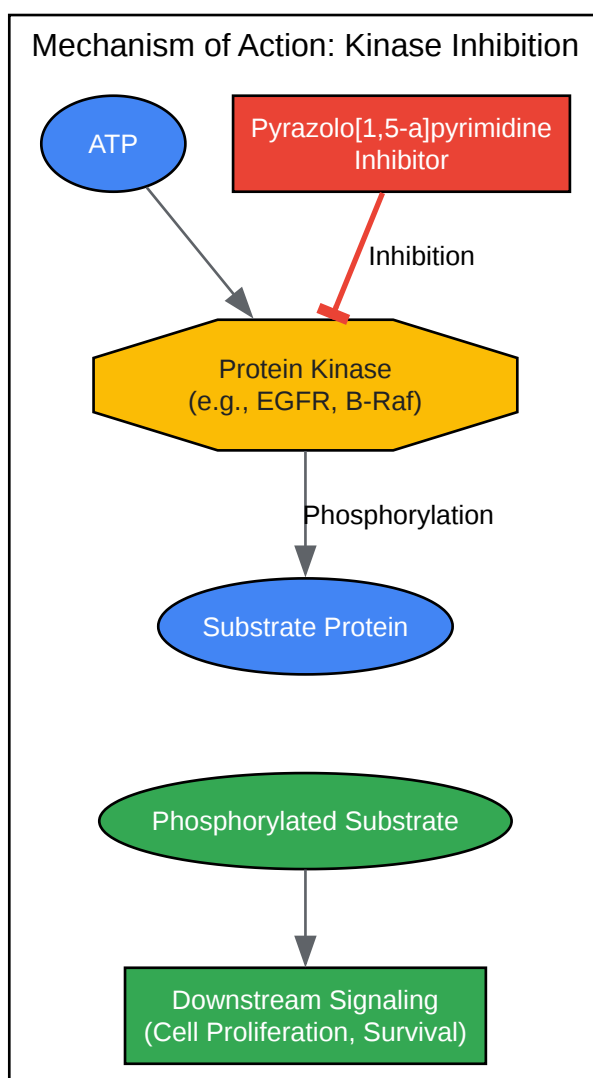 Mechanism of Action: Kinase Inhibition
ATP
Pyrazolo[1,5-a]pyrimidine
Inhibitor
Inhibition
Protein Kinase
(e.g., EGFR, B-Raf)
Phosphorylation
Substrate Protein
Phosphorylated Substrate
Downstream Signaling
(Cell Proliferation, Survival)